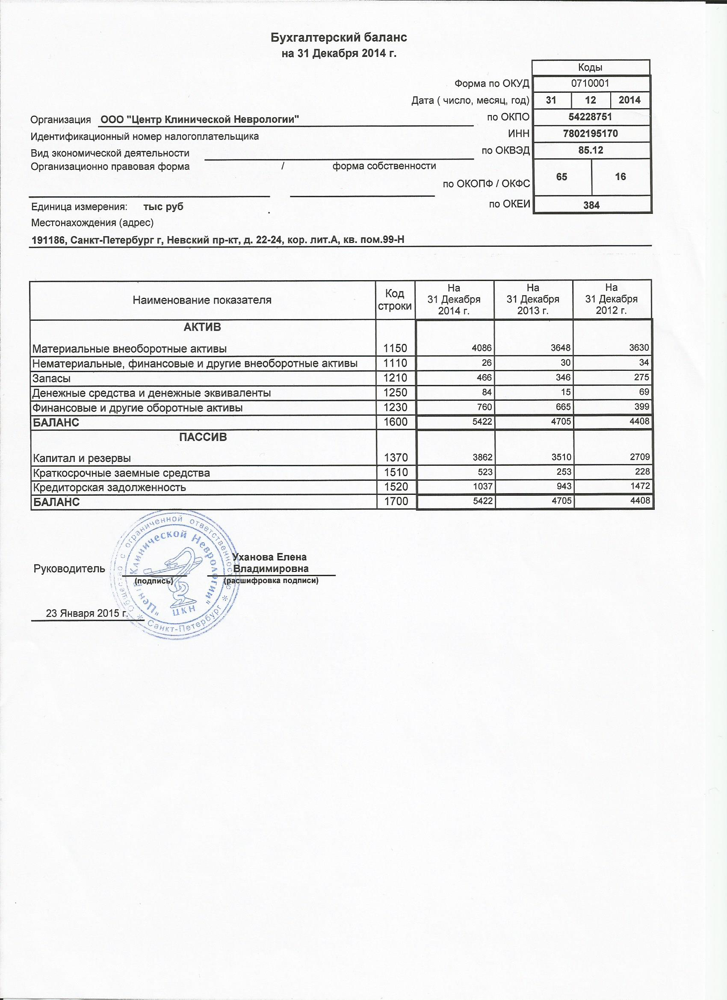 Бухгалтерский баланс
на 31 Декабря 2014 г.
Коды
Форма по ОКУД 0710001
Дата ( число, месяц, год) 31 12 2014
Организация ООО "Центр Клинической Неврологии" по ОКПО 54228751
Идентификационный номер налогоплательщика ИНН 7802195170
Вид экономической деятельности по ОКВЭД 85.12
Организационно правовая форма / форма собственности
по ОКОПФ / ОКФС 65 16
Единица измерения: тыс руб по ОКЕИ 384
Местонахождения (адрес)
191186, Санкт-Петербург г, Невский пр-кт, д. 22-24, кор. лит.А, кв. пом.99-Н
Наименование показателя Код строки На 31 Декабря 2014 г. На 31 Декабря 2013 г. На 31 Декабря 2012 г.
АКТИВ
Материальные внеоборотные активы 1150 4086 3648 3630
Нематериальные, финансовые и другие внеоборотные активы 1110 26 30 34
Запасы 1210 466 346 275
Денежные средства и денежные эквиваленты 1250 84 15 69
Финансовые и другие оборотные активы 1230 760 665 399
БАЛАНС 1600 5422 4705 4408
ПАССИВ
Капитал и резервы 1370 3862 3510 2709
Краткосрочные заемные средства 1510 523 253 228
Кредиторская задолженность 1520 1037 943 1472
БАЛАНС 1700 5422 4705 4408
Уханова Елена
Руководитель Владимировна
(подпись) (расшифровка подписи)
23 Января 2015 г.
Общество с ограниченной ответственностью * Санкт-Петербург *
"Центр Клинической Неврологии"
ЦКН